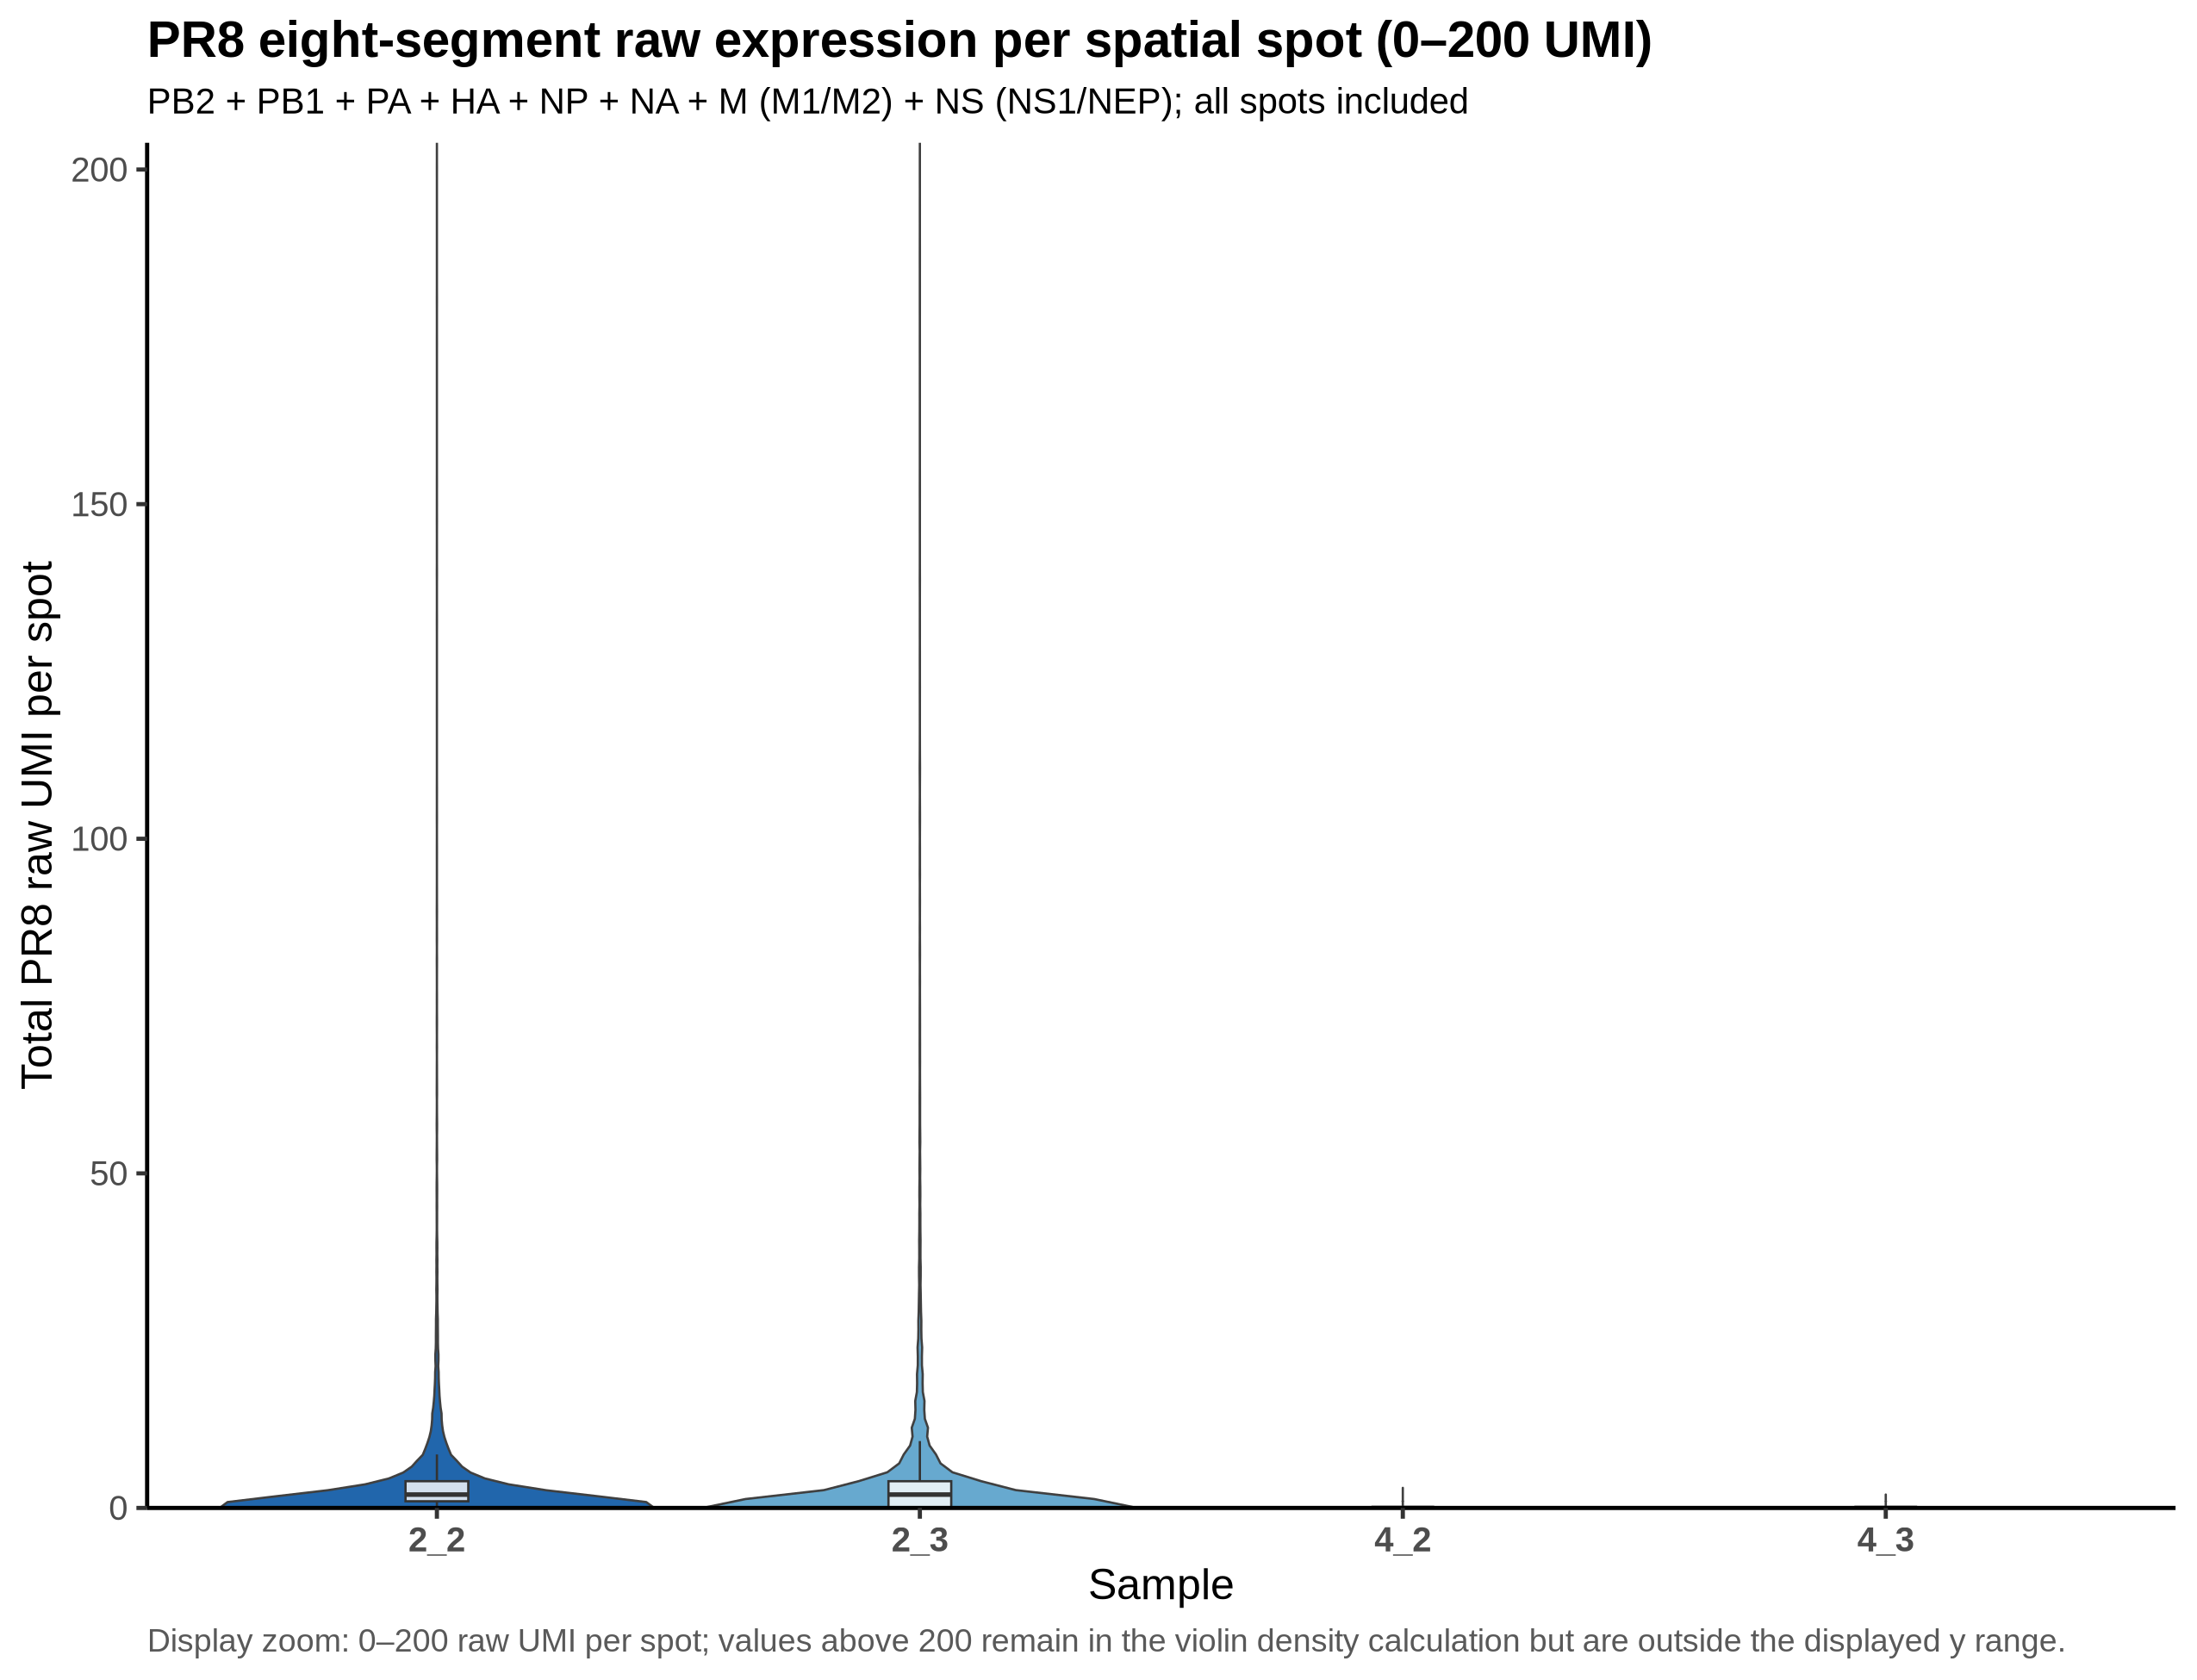 PR8 eight-segment raw expression per spatial spot (0–200 UMI)
PB2 + PB1 + PA + HA + NP + NA + M (M1/M2) + NS (NS1/NEP); all spots included
Total PR8 raw UMI per spot
200
150
100
50
0
2_2
2_3
4_2
4_3
Sample
Display zoom: 0–200 raw UMI per spot; values above 200 remain in the violin density calculation but are outside the displayed y range.